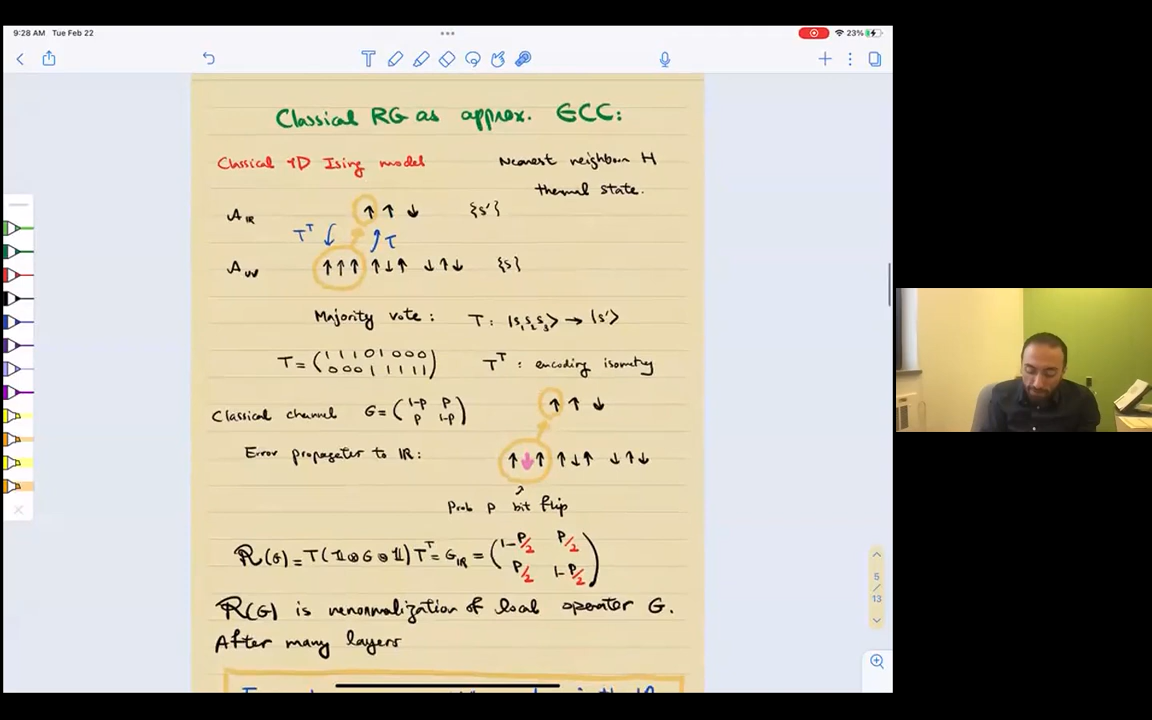 9:28 AM Tue Feb 22
23%
Classical RG as approx. ECC:
Classical 1D Ising model
Nearest neighbour H
thermal state.
A_IR ↑ ↑ ↓ {s'}
T^T T
A_UV ↑↑↑ ↑↓↑ ↓↑↓ {s}
Majority vote: T: |s₁s₂s₃⟩ → |s'⟩
T = (1 1 1 0 1 0 0 0
0 0 0 1 1 1 1)
T^T : encoding isometry
Classical channel G = (1-p p
p 1-p)
↑ ↑ ↓
Error propagates to IR:
↑ ↓ ↑ ↑↓↑ ↓↑↓
Prob p bit flip
R(G) = T(𝟙⊗G⊗𝟙)T^T = G_IR = (1-p/2 p/2
p/2 1-p/2)
R(G) is renormalization of local operator G.
After many layers
5
/
13